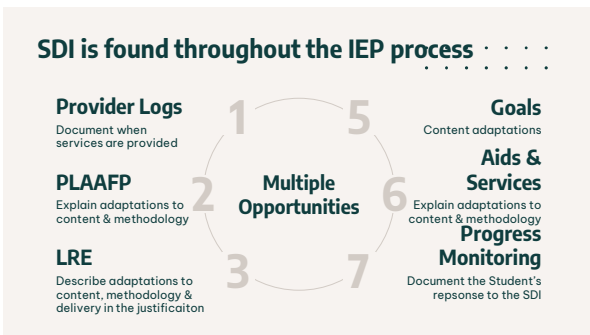 SDI is found throughout the IEP process
Provider Logs
Document when
services are provided
1
PLAAFP
Explain adaptations to
content & methodology
2
LRE
Describe adaptations to
content, methodology &
delivery in the justificaiton
3
Multiple
Opportunities
5
Goals
Content adaptations
6
Aids &
Services
Explain adaptations to
content & methodology
7
Progress
Monitoring
Document the Student's
repsonse to the SDI